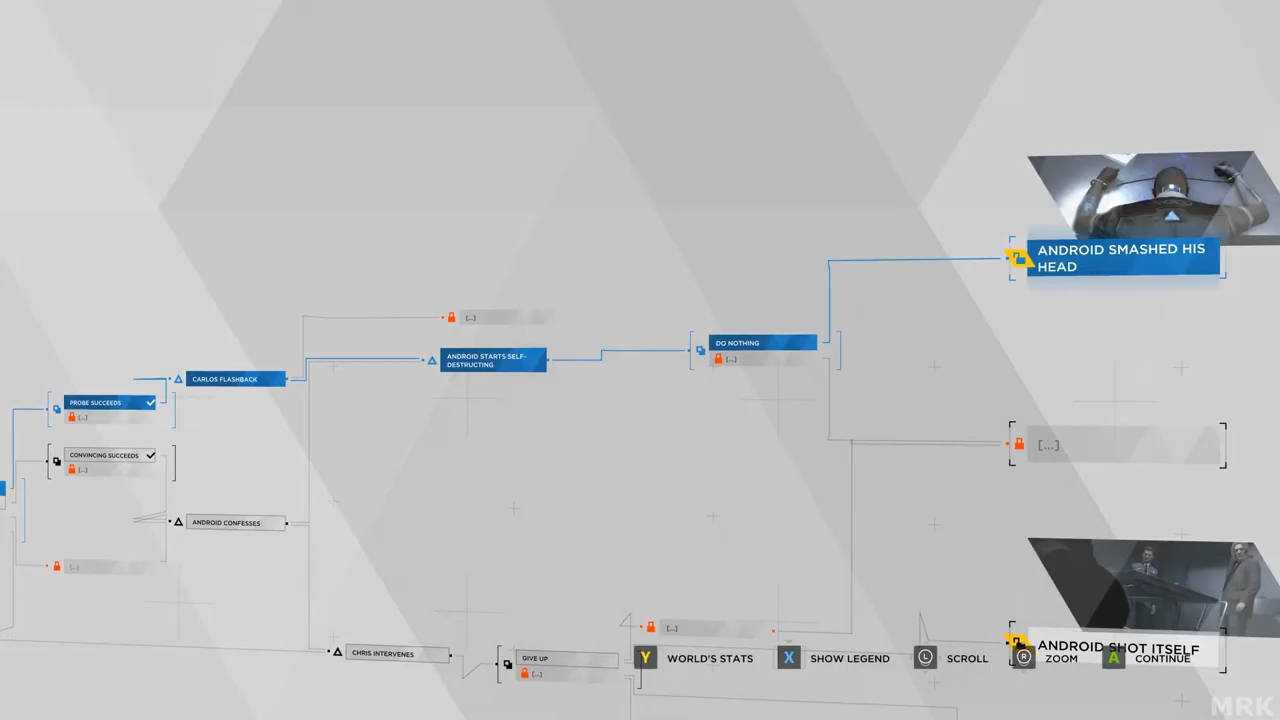 ANDROID SMASHED HIS
HEAD
[...]
DO NOTHING
[...]
ANDROID STARTS SELF-
DESTRUCTING
CARLOS FLASHBACK
PROBE SUCCEEDS
[...]
[...]
CONVINCING SUCCEEDS
[...]
ANDROID CONFESSES
[...]
[...]
CHRIS INTERVENES
GIVE UP
[...]
ANDROID SHOT ITSELF
Y WORLD'S STATS X SHOW LEGEND L SCROLL R ZOOM A CONTINUE
MRK